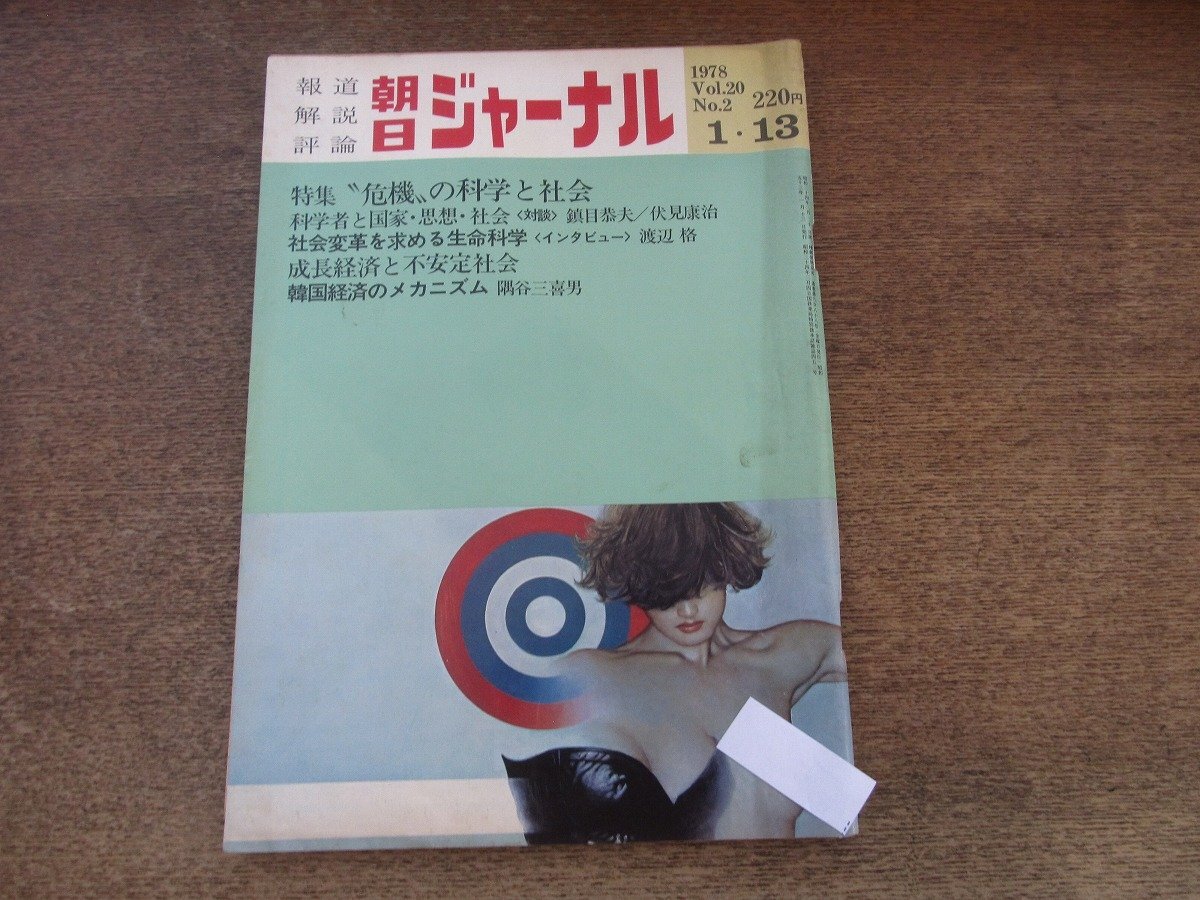 報道
解説
評論
朝日ジャーナル
1978
Vol.20
No.2
220円
1・13
特集 〝危機〟の科学と社会
科学者と国家・思想・社会〈対談〉鎮目恭夫／伏見康治
社会変革を求める生命科学〈インタビュー〉渡辺 格
成長経済と不安定社会
韓国経済のメカニズム 隅谷三喜男